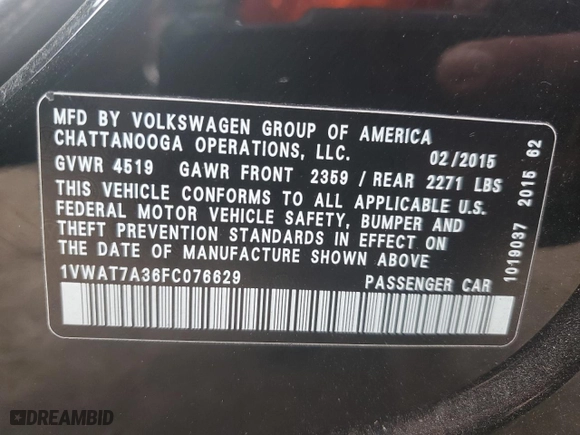 MFD BY VOLKSWAGEN GROUP OF AMERICA
CHATTANOOGA OPERATIONS, LLC. 02/2015
GVWR 4519 GAWR FRONT 2359 / REAR 2271 LBS
THIS VEHICLE CONFORMS TO ALL APPLICABLE U.S.
FEDERAL MOTOR VEHICLE SAFETY, BUMPER AND
THEFT PREVENTION STANDARDS IN EFFECT ON
THE DATE OF MANUFACTURE SHOWN ABOVE
1VWAT7A36FC076629 PASSENGER CAR
1019037 2015 62
DREAMBID